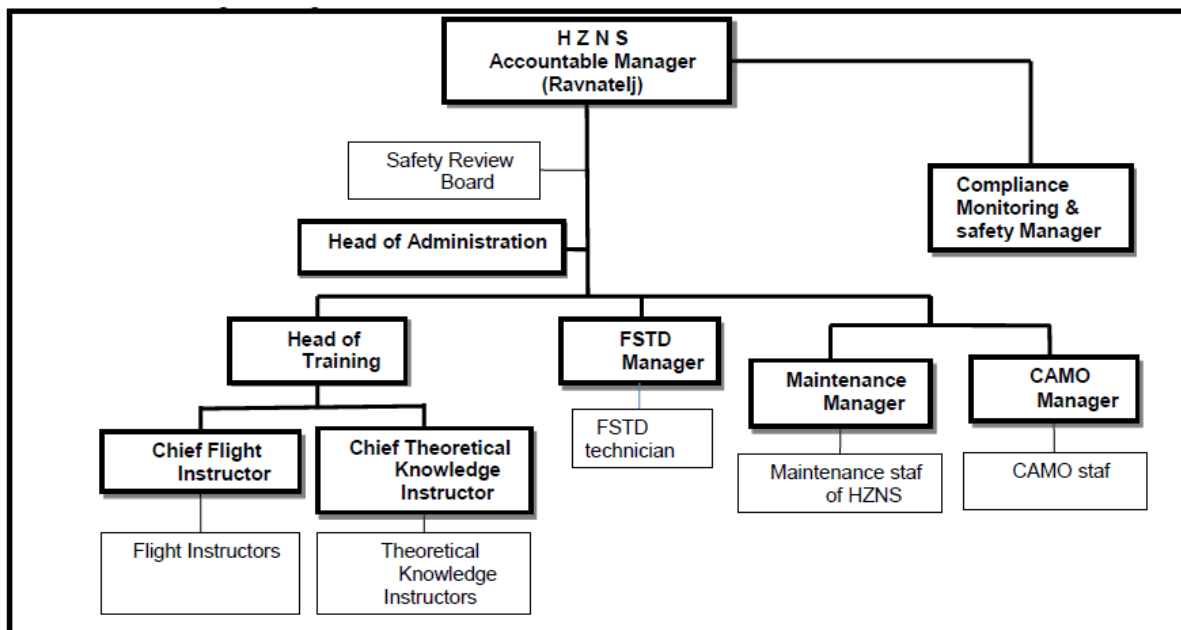 H Z N S
Accountable Manager
(Ravnatelj)
Safety Review
Board
Compliance
Monitoring &
safety Manager
Head of Administration
Head of
Training
FSTD
Manager
Maintenance
Manager
CAMO
Manager
Chief Flight
Instructor
Chief Theoretical
Knowledge
Instructor
FSTD
technician
Maintenance staf
of HZNS
CAMO staf
Flight Instructors
Theoretical
Knowledge
Instructors